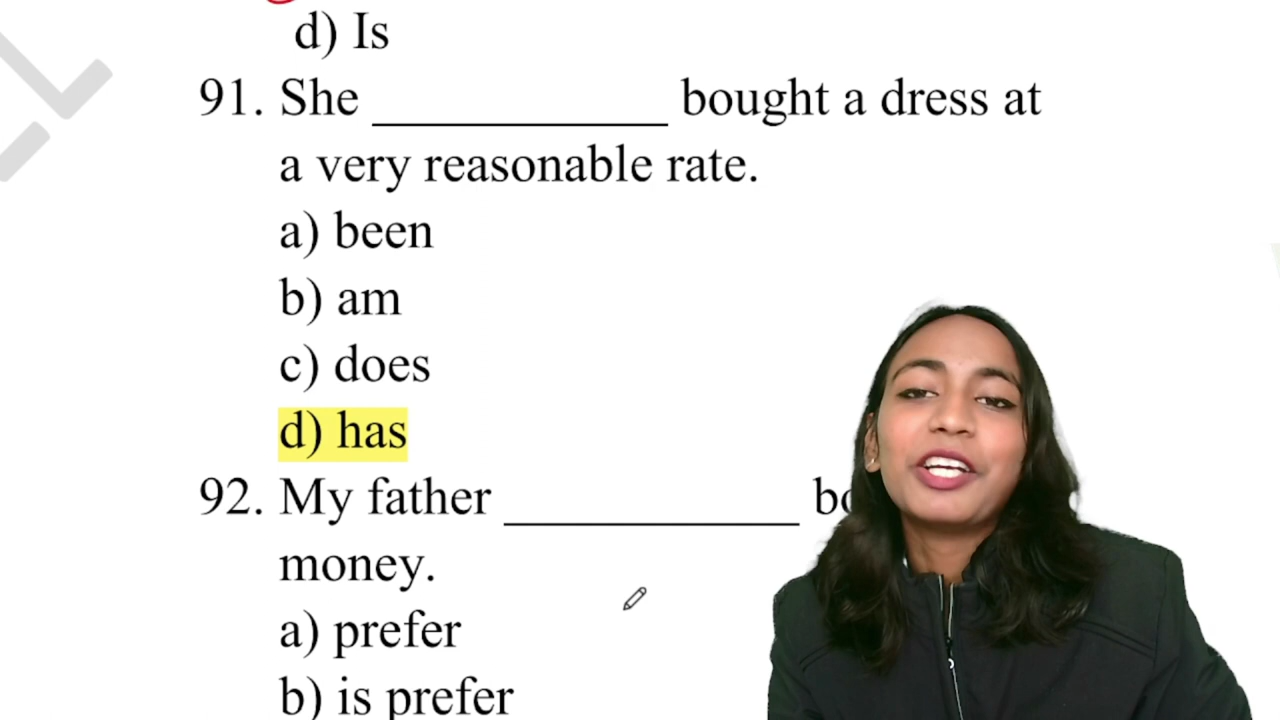 d) Is
91. She ____________ bought a dress at
a very reasonable rate.
a) been
b) am
c) does
d) has
92. My father ____________
money.
a) prefer
b) is prefer